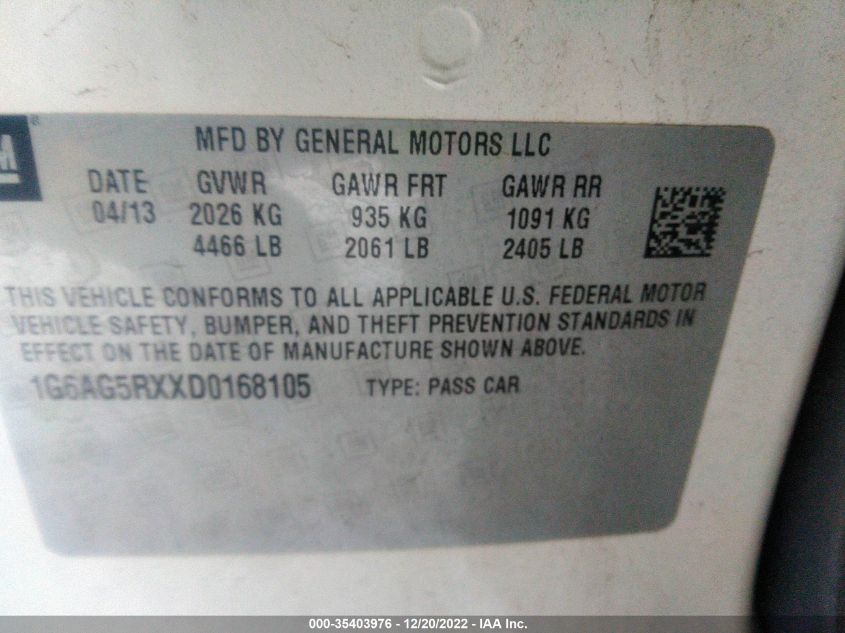 M
MFD BY GENERAL MOTORS LLC
DATE GVWR GAWR FRT GAWR RR
04/13 2026 KG 935 KG 1091 KG
4466 LB 2061 LB 2405 LB
THIS VEHICLE CONFORMS TO ALL APPLICABLE U.S. FEDERAL MOTOR
VEHICLE SAFETY, BUMPER, AND THEFT PREVENTION STANDARDS IN
EFFECT ON THE DATE OF MANUFACTURE SHOWN ABOVE.
1G6AG5RXXD0168105 TYPE: PASS CAR
000-35403976 - 12/20/2022 - IAA Inc.